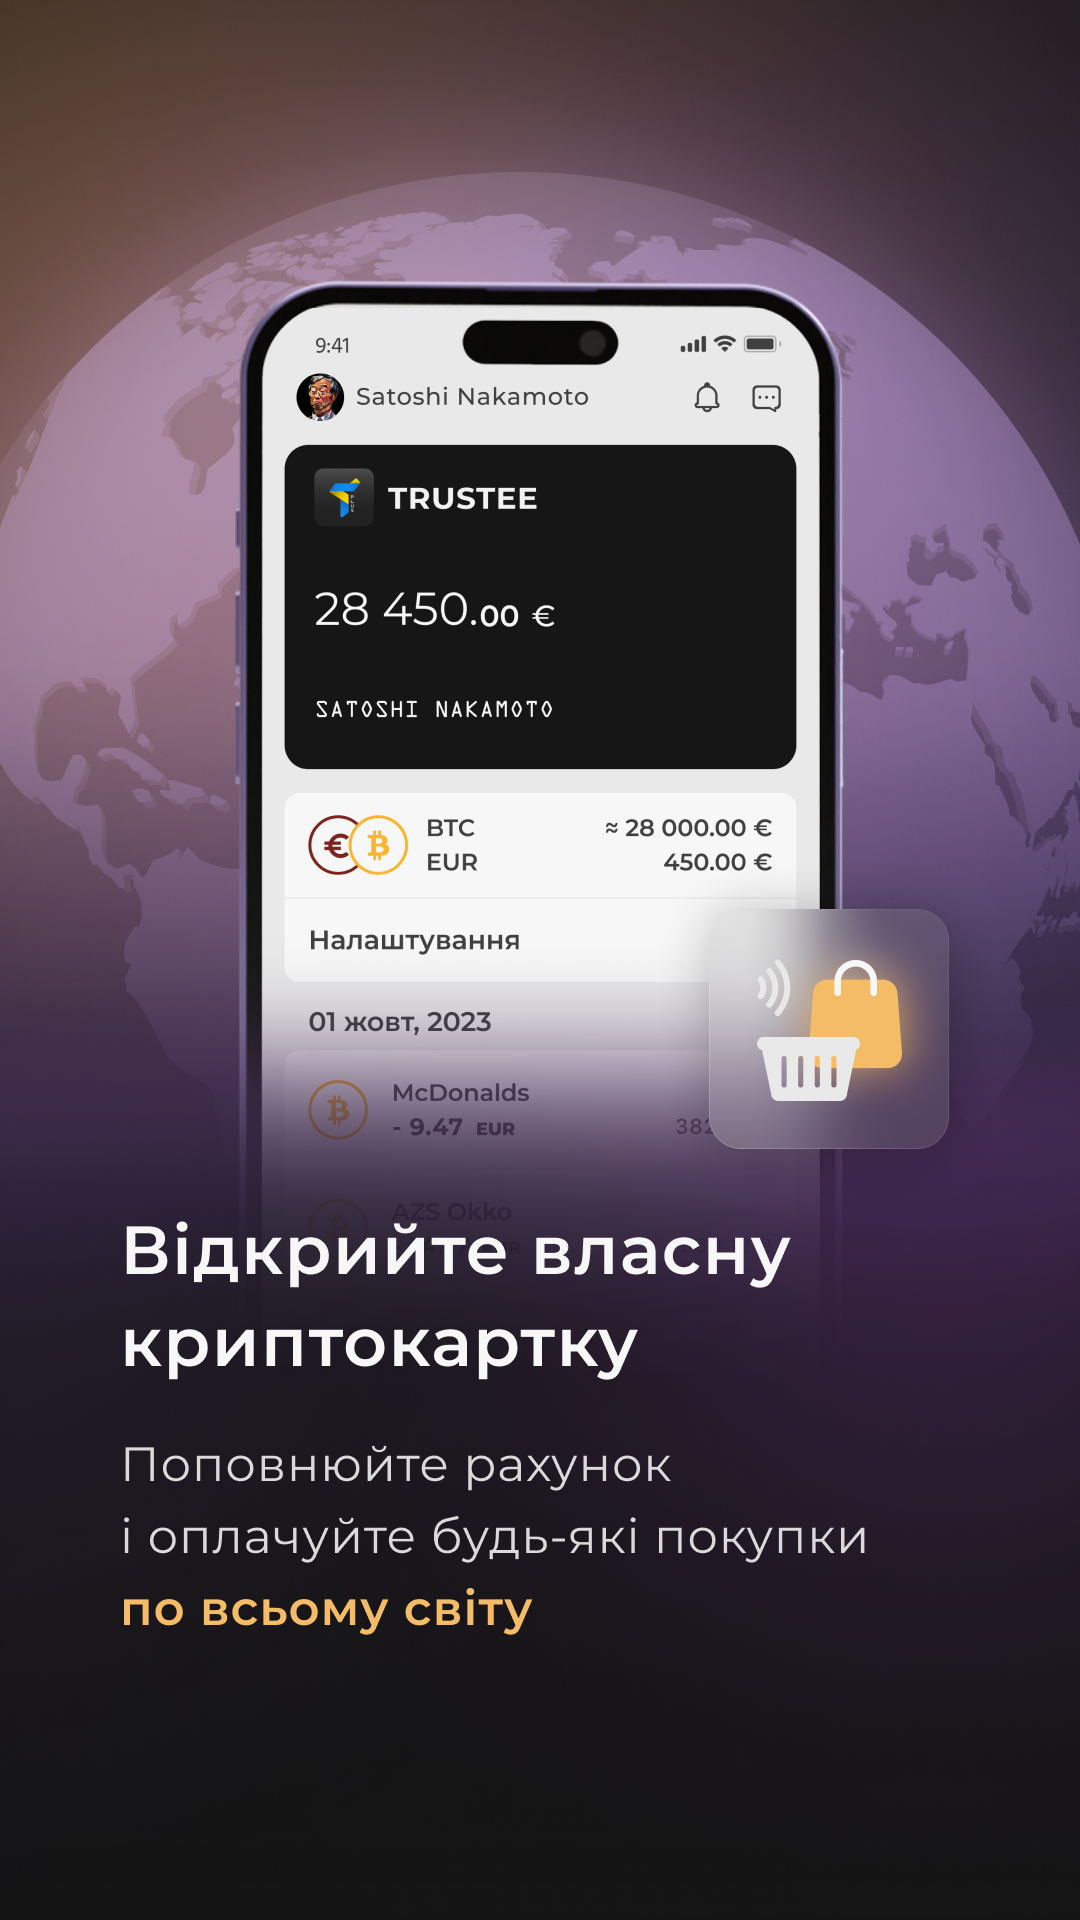 9:41
Satoshi Nakamoto
TRUSTEE
28 450.00 €
SATOSHI NAKAMOTO
BTC ≈ 28 000.00 €
EUR 450.00 €
Налаштування
01 жовт, 2023
McDonalds
- 9.47 EUR 382
AZS Okko
Відкрийте власну
криптокартку
Поповнюйте рахунок
і оплачуйте будь-які покупки
по всьому світу